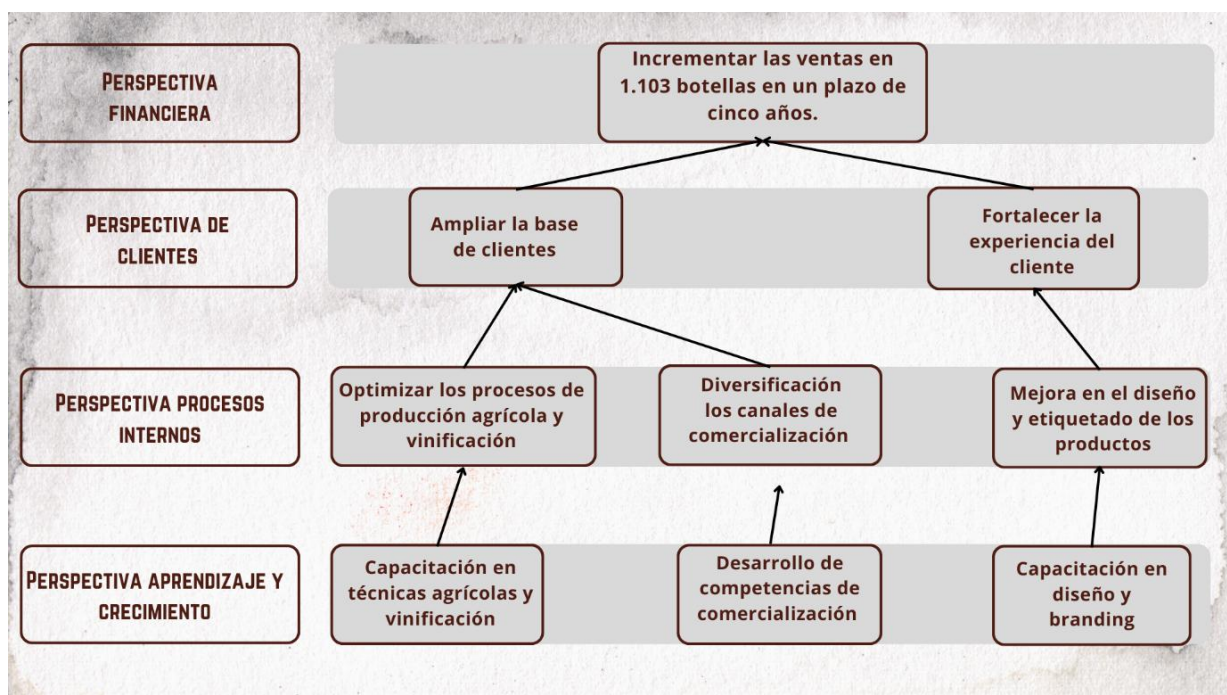 PERSPECTIVA
FINANCIERA
Incrementar las ventas en
1.103 botellas en un plazo de
cinco años.
PERSPECTIVA DE
CLIENTES
Ampliar la base
de clientes
Fortalecer la
experiencia del
cliente
PERSPECTIVA PROCESOS
INTERNOS
Optimizar los procesos de
producción agrícola y
vinificación
Diversificación
los canales de
comercialización
Mejora en el diseño
y etiquetado de los
productos
PERSPECTIVA APRENDIZAJE Y
CRECIMIENTO
Capacitación en
técnicas agrícolas y
vinificación
Desarrollo de
competencias de
comercialización
Capacitación en
diseño y
branding